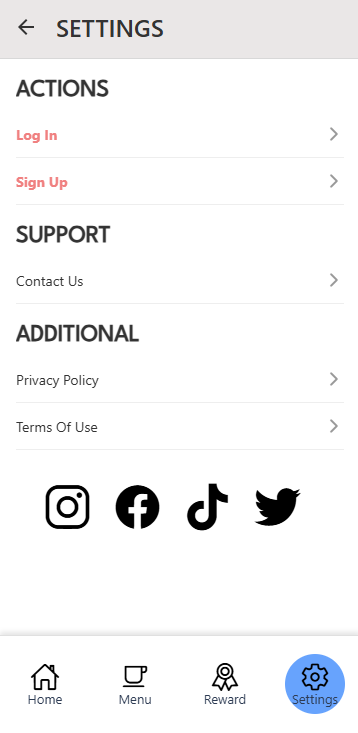 SETTINGS
ACTIONS
Log In
Sign Up
SUPPORT
Contact Us
ADDITIONAL
Privacy Policy
Terms Of Use
Home
Menu
Reward
Settings